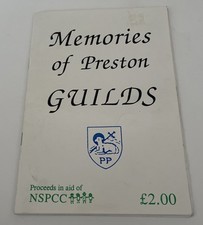 Memories
of Preston
GUILDS
PP
Proceeds in aid of
NSPCC
£2.00